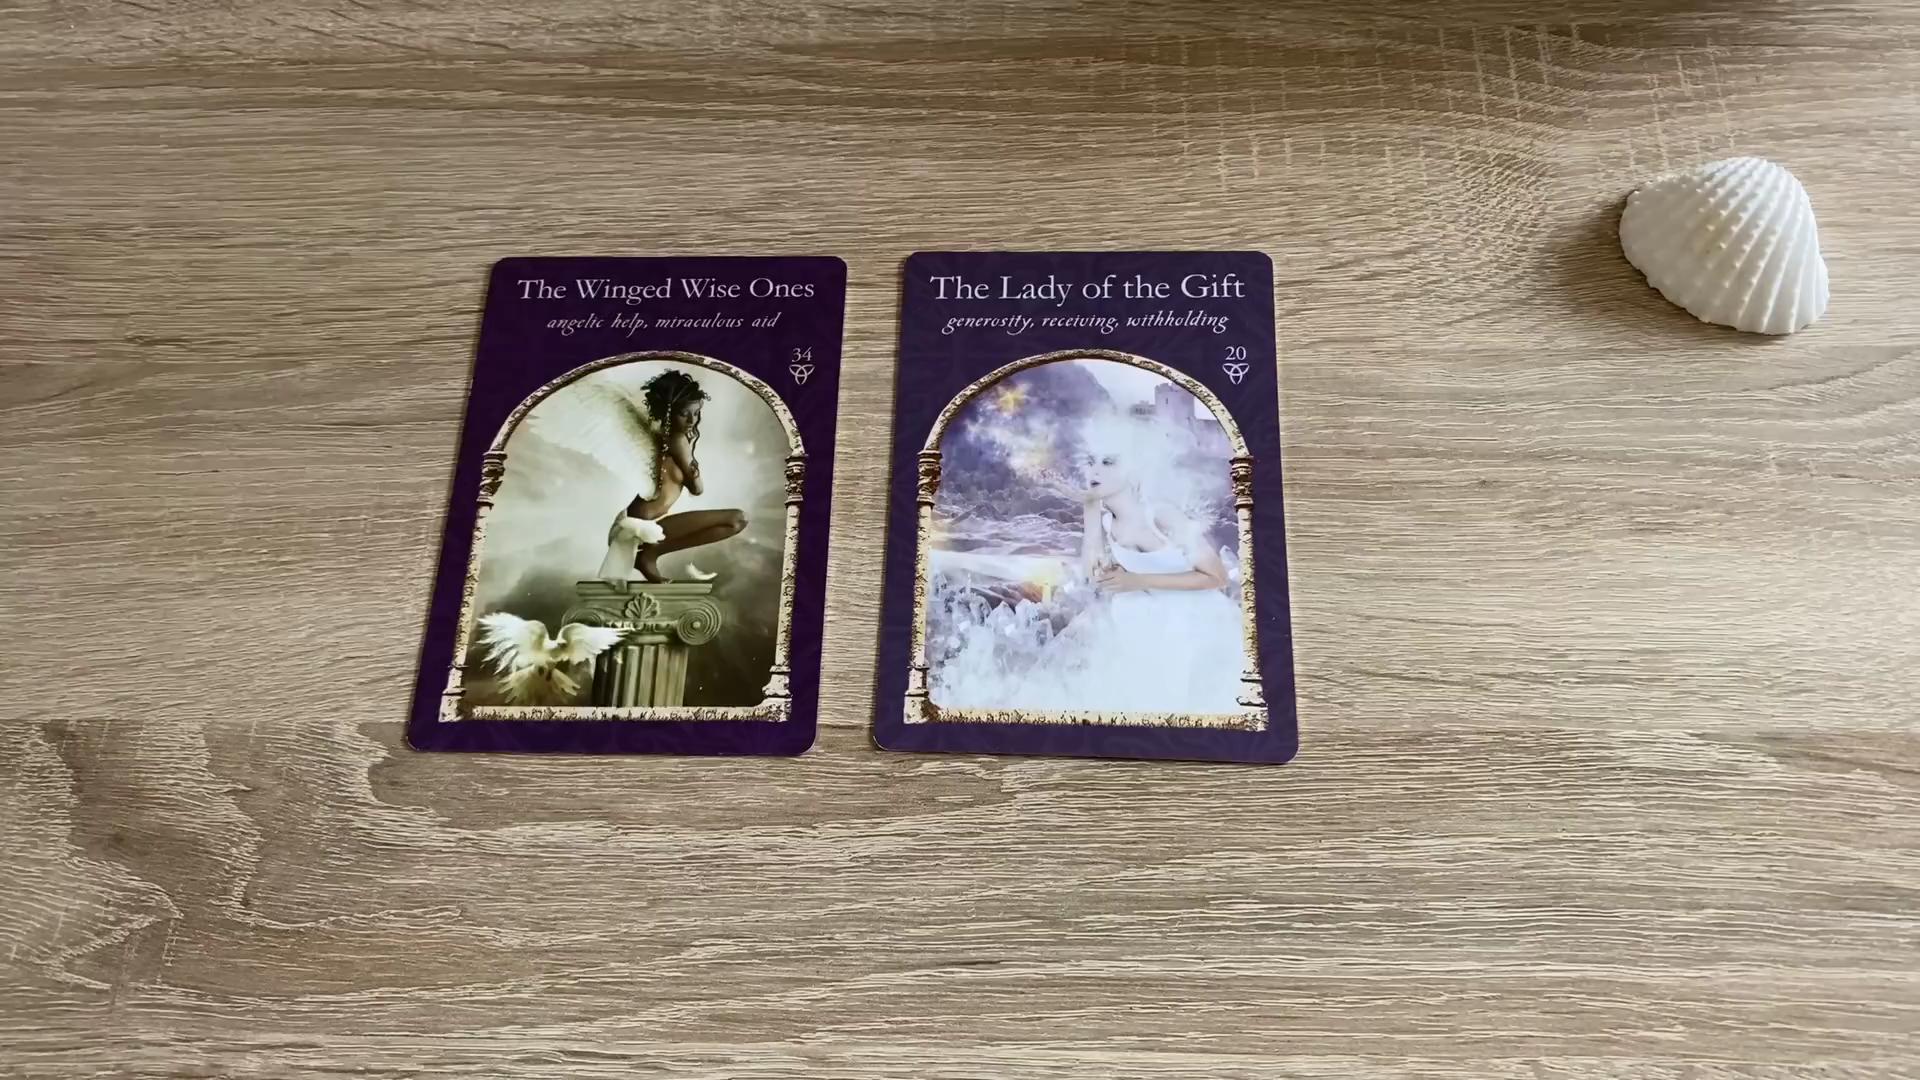 The Winged Wise Ones
angelic help, miraculous aid
34
The Lady of the Gift
generosity, receiving, withholding
20